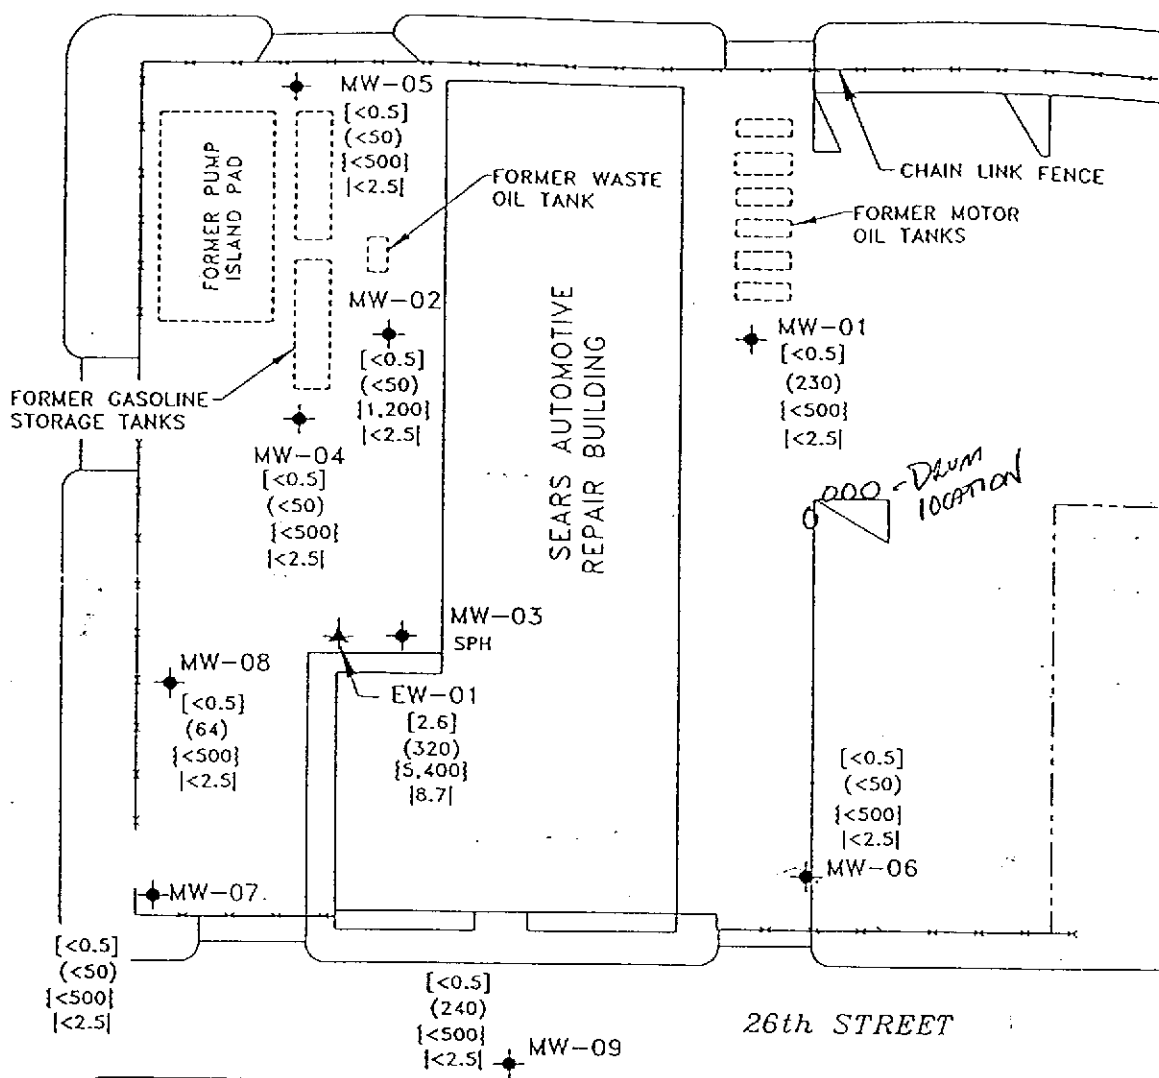 MW-05
[<0.5]
(<50)
{<500}
|<2.5|
FORMER PUMP
ISLAND PAD
FORMER WASTE
OIL TANK
CHAIN LINK FENCE
FORMER MOTOR
OIL TANKS
MW-02
[<0.5]
(<50)
{1,200}
|<2.5|
MW-01
[<0.5]
(230)
{<500}
|<2.5|
FORMER GASOLINE
STORAGE TANKS
SEARS AUTOMOTIVE
REPAIR BUILDING
MW-04
[<0.5]
(<50)
{<500}
|<2.5|
DRUM
LOCATION
MW-03
SPH
MW-08
[<0.5]
(64)
{<500}
|<2.5|
EW-01
[2.6]
(320)
{5,400}
|8.7|
[<0.5]
(<50)
{<500}
|<2.5|
MW-06
MW-07
[<0.5]
(<50)
{<500}
|<2.5|
[<0.5]
(240)
{<500}
|<2.5|
MW-09
26th STREET